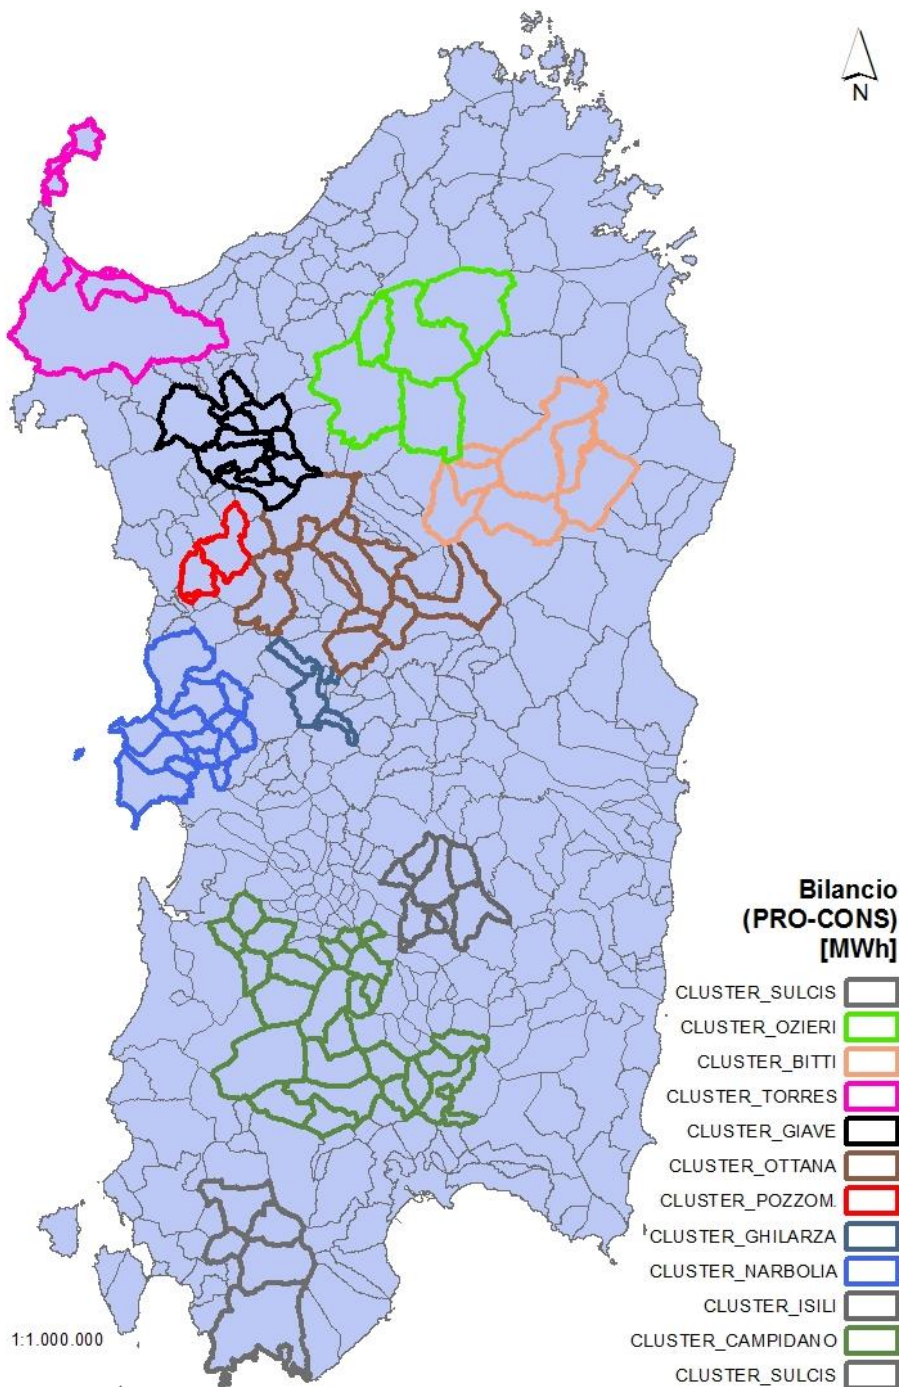 N
Bilancio
(PRO-CONS)
[MWh]
CLUSTER_SULCIS
CLUSTER_OZIERI
CLUSTER_BITTI
CLUSTER_TORRES
CLUSTER_GIAVE
CLUSTER_OTTANA
CLUSTER_POZZOM.
CLUSTER_GHILARZA
CLUSTER_NARBOLIA
CLUSTER_ISILI
CLUSTER_CAMPIDANO
CLUSTER_SULCIS
1:1.000.000